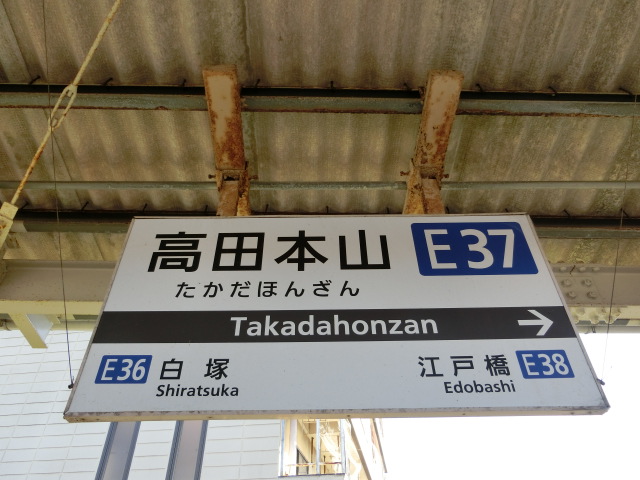 高田本山 E37
たかだほんざん
Takadahonzan
E36 白塚 江戸橋 E38
Shiratsuka Edobashi